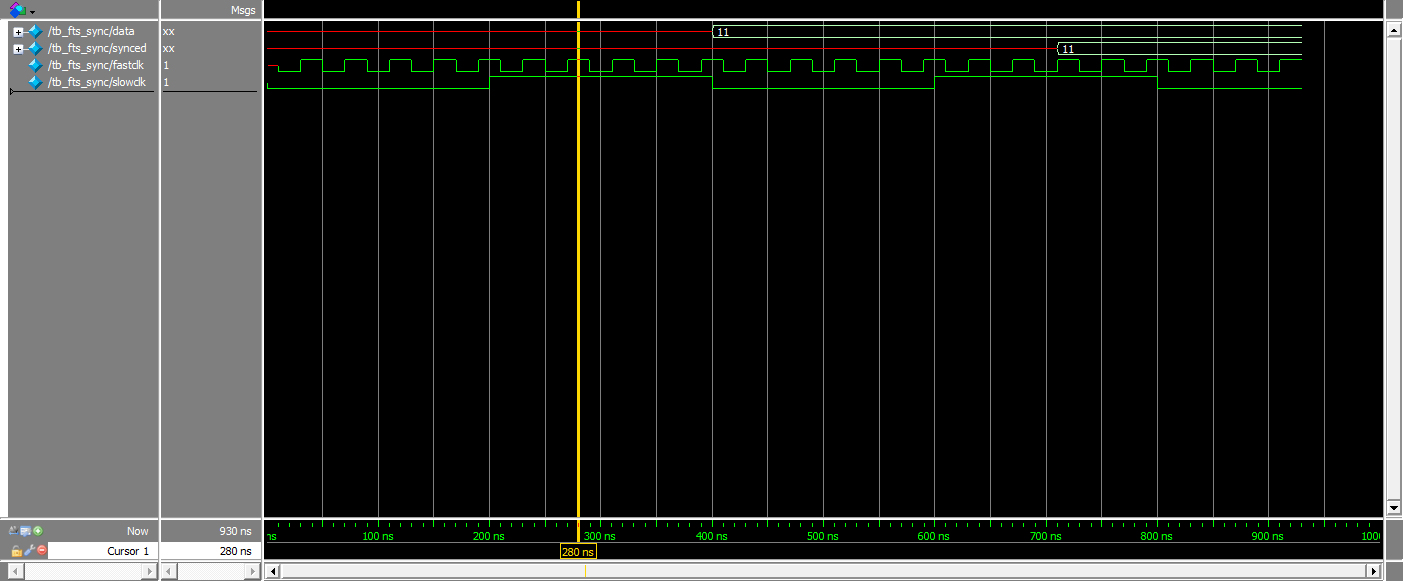 Msgs
/tb_fts_sync/data xx 11
/tb_fts_sync/synced xx 11
/tb_fts_sync/fastclk 1
/tb_fts_sync/slowclk 1
Now 930 ns ns 100 ns 200 ns 300 ns 400 ns 500 ns 600 ns 700 ns 800 ns 900 ns 100
Cursor 1 280 ns 280 ns